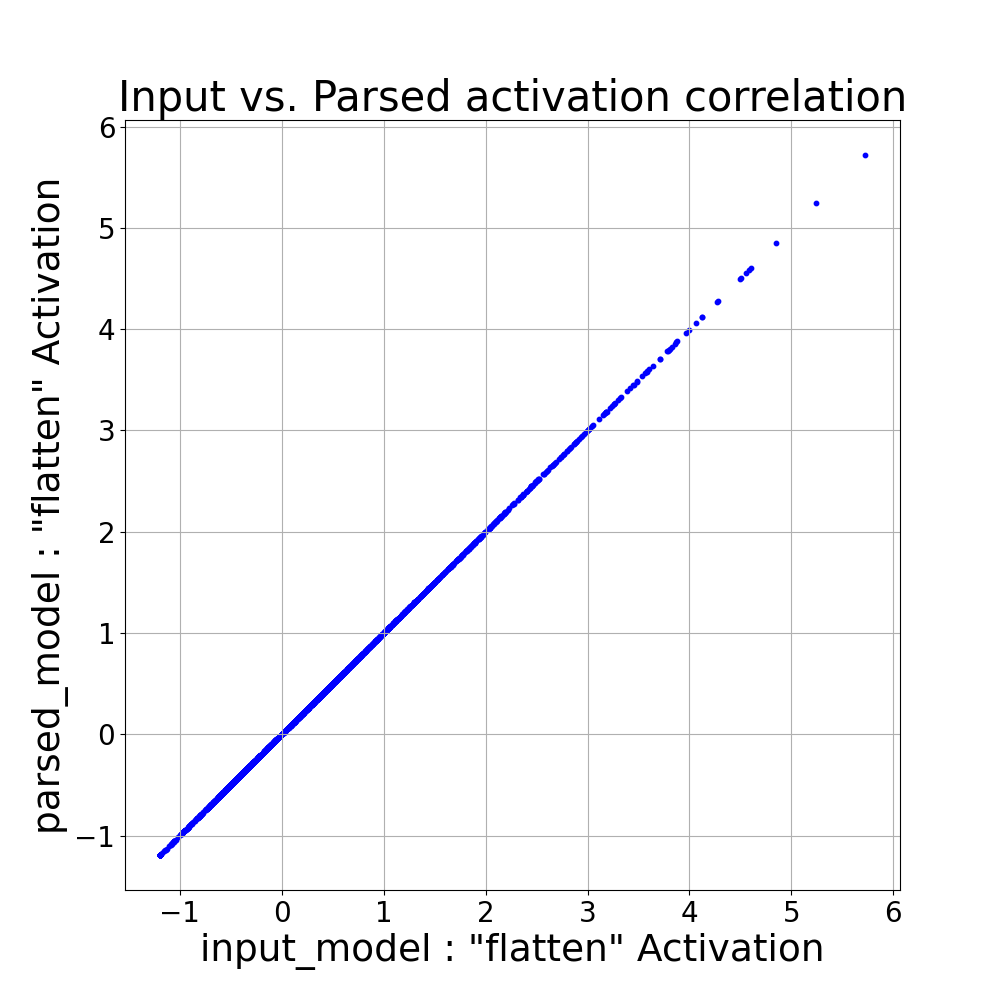 Input vs. Parsed activation correlation
parsed_model : "flatten" Activation
6
5
4
3
2
1
0
−1
−1 0 1 2 3 4 5 6
input_model : "flatten" Activation